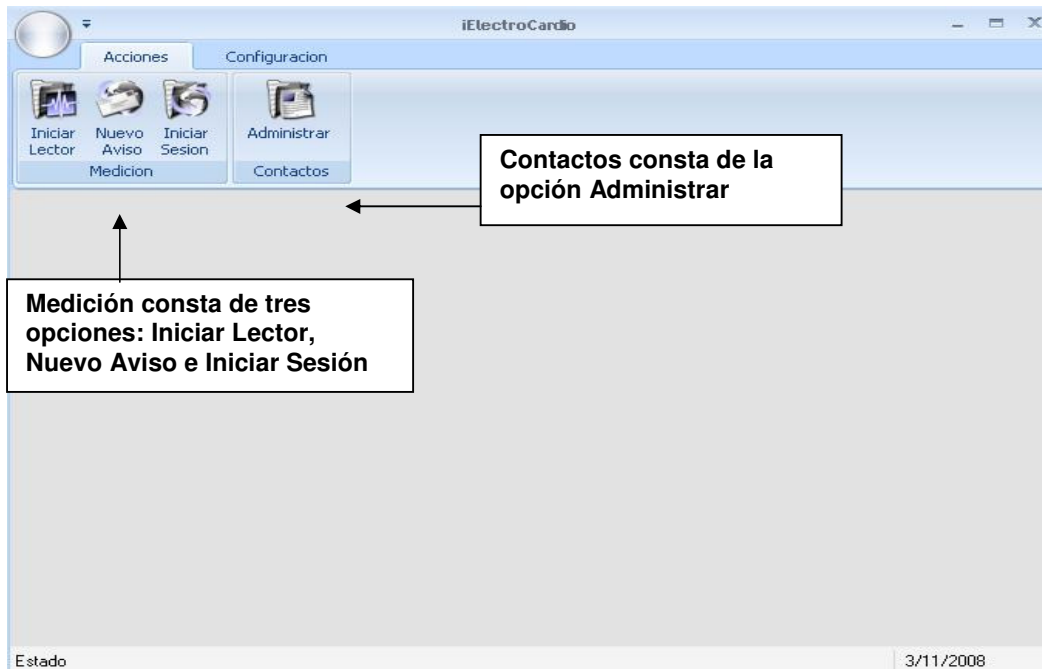 iElectroCardio
Acciones Configuracion
Iniciar Lector Nuevo Aviso Iniciar Sesion Administrar
Medicion Contactos
Contactos consta de la
opción Administrar
Medición consta de tres
opciones: Iniciar Lector,
Nuevo Aviso e Iniciar Sesión
Estado 3/11/2008